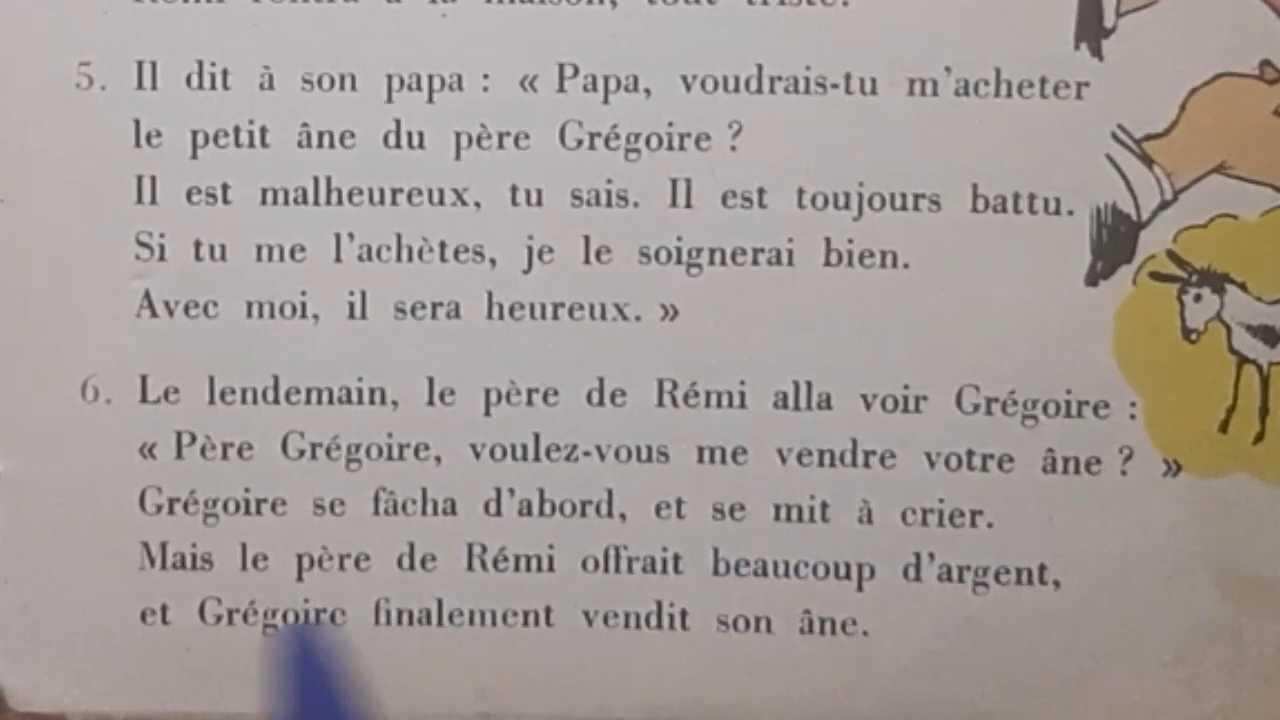 5. Il dit à son papa : « Papa, voudrais-tu m'acheter
le petit âne du père Grégoire ?
Il est malheureux, tu sais. Il est toujours battu.
Si tu me l'achètes, je le soignerai bien.
Avec moi, il sera heureux. »
6. Le lendemain, le père de Rémi alla voir Grégoire :
« Père Grégoire, voulez-vous me vendre votre âne ? »
Grégoire se fâcha d'abord, et se mit à crier.
Mais le père de Rémi offrait beaucoup d'argent,
et Grégoire finalement vendit son âne.